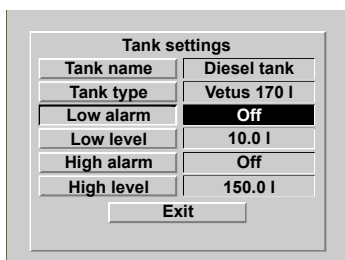 Tank settings
Tank name Diesel tank
Tank type Vetus 170 l
Low alarm Off
Low level 10.0 l
High alarm Off
High level 150.0 l
Exit